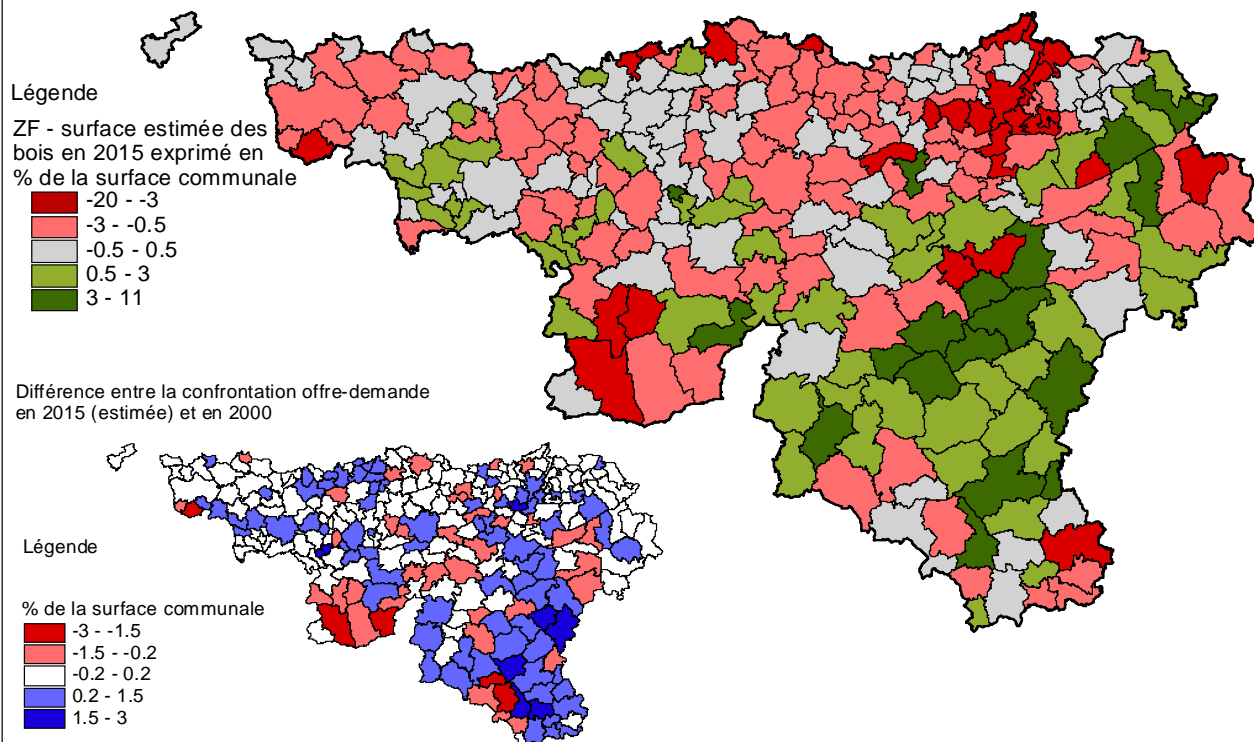 Légende
ZF - surface estimée des
bois en 2015 exprimé en
% de la surface communale
-20 - -3
-3 - -0.5
-0.5 - 0.5
0.5 - 3
3 - 11
Différence entre la confrontation offre-demande
en 2015 (estimée) et en 2000
Légende
% de la surface communale
-3 - -1.5
-1.5 - -0.2
-0.2 - 0.2
0.2 - 1.5
1.5 - 3